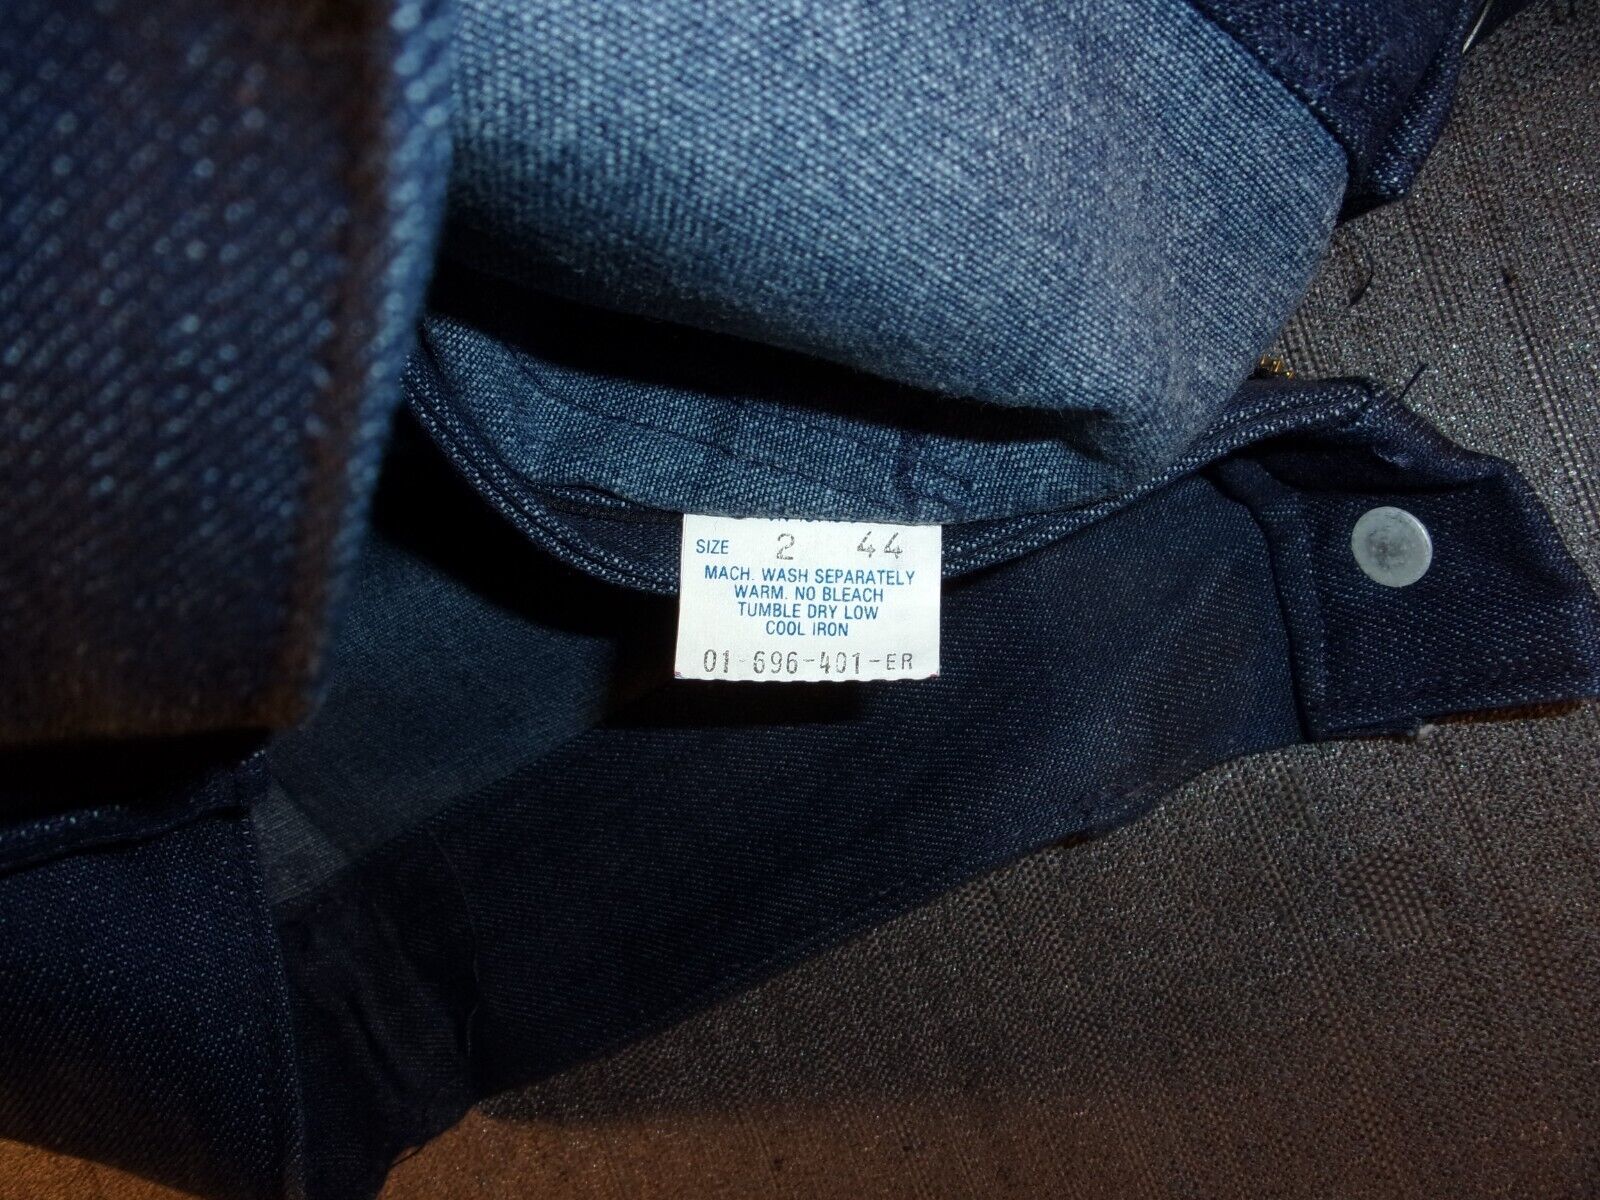 SIZE 2 44
MACH. WASH SEPARATELY
WARM. NO BLEACH
TUMBLE DRY LOW
COOL IRON
01-696-401-ER